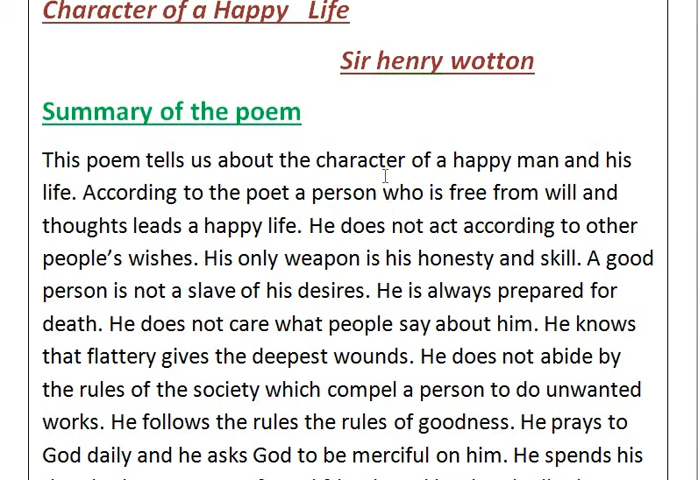 Character of a Happy   Life
Sir henry wotton
Summary of the poem
This poem tells us about the character of a happy man and his
life. According to the poet a person who is free from will and
thoughts leads a happy life. He does not act according to other
people’s wishes. His only weapon is his honesty and skill. A good
person is not a slave of his desires. He is always prepared for
death. He does not care what people say about him. He knows
that flattery gives the deepest wounds. He does not abide by
the rules of the society which compel a person to do unwanted
works. He follows the rules the rules of goodness. He prays to
God daily and he asks God to be merciful on him. He spends his